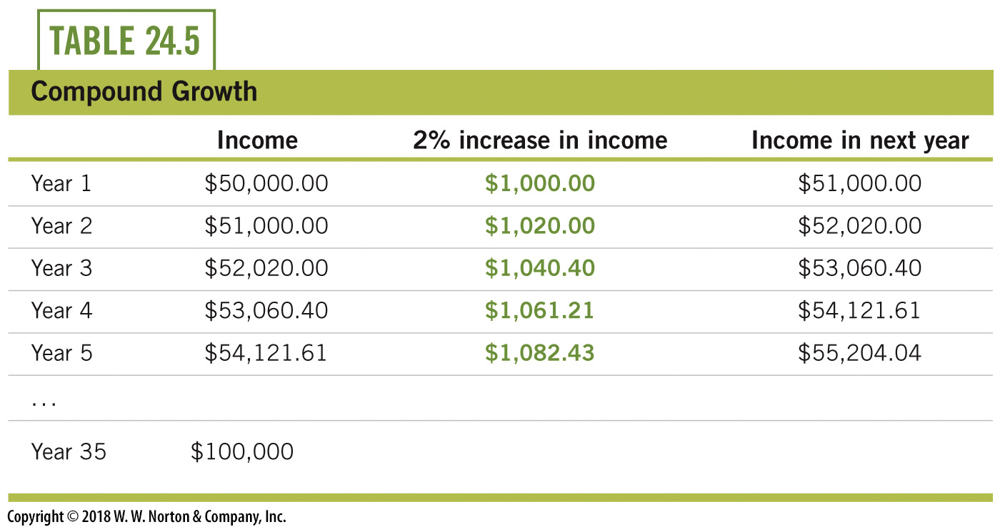 TABLE 24.5
Compound Growth
Income 2% increase in income Income in next year
Year 1 $50,000.00 $1,000.00 $51,000.00
Year 2 $51,000.00 $1,020.00 $52,020.00
Year 3 $52,020.00 $1,040.40 $53,060.40
Year 4 $53,060.40 $1,061.21 $54,121.61
Year 5 $54,121.61 $1,082.43 $55,204.04
...
Year 35 $100,000
Copyright © 2018 W. W. Norton & Company, Inc.